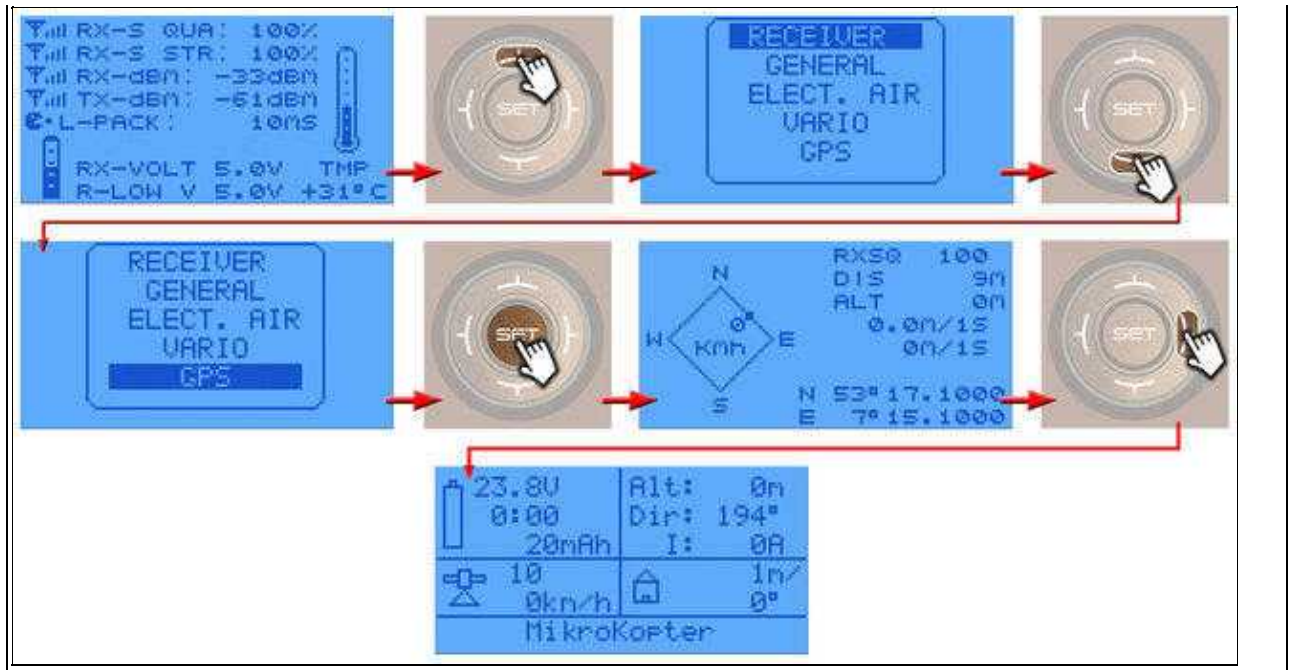 RX-S QUA: 100%
RX-S STR: 100%
RX-dBm: -33dBm
TX-dBm: -61dBm
L-PACK: 10mS
RX-VOLT 5.0V TMP
R-LOW V 5.0V +31°C
SET
RECEIVER
GENERAL
ELECT. AIR
VARIO
GPS
SET
RECEIVER
GENERAL
ELECT. AIR
VARIO
GPS
SET
N
W
E
S
0°
Kmh
RXSQ 100
DIS 9m
ALT 0m
0.0m/1S
0m/1S
N 53°17.1000
E 7°15.1000
SET
23.8V
0:00
20mAh
Alt: 0m
Dir: 194°
I: 0A
10
0km/h
1m/
0°
MikroKopter